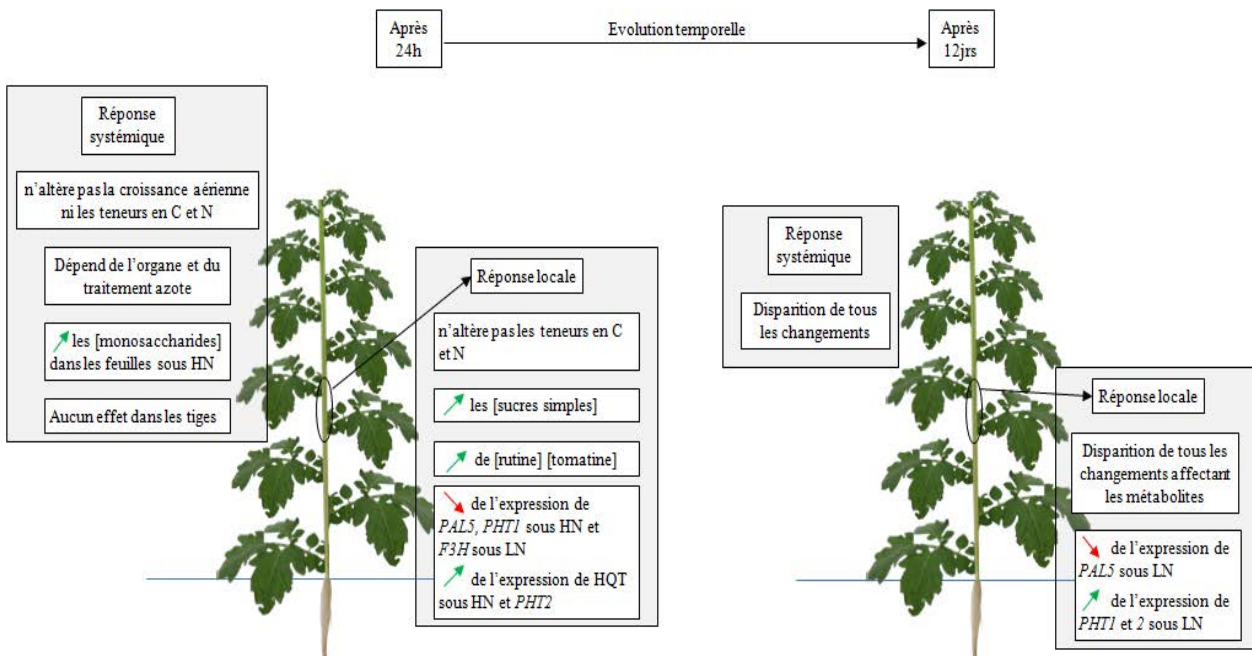 Après
24h
Evolution temporelle
Après
12jrs
Réponse
systémique
n'altère pas la croissance aérienne
ni les teneurs en C et N
Dépend de l'organe et du
traitement azote
les [monosaccharides]
dans les feuilles sous HN
Aucun effet dans les tiges
Réponse locale
n'altère pas les teneurs en C
et N
les [sucres simples]
de [rutine] [tomatine]
de l'expression de
PAL5, PHT1 sous HN et
F3H sous LN
de l'expression de HQT
sous HN et PHT2
Réponse
systémique
Disparition de tous
les changements
Réponse locale
Disparition de tous les
changements affectant
les métabolites
de l'expression de
PAL5 sous LN
de l'expression de
PHT1 et 2 sous LN